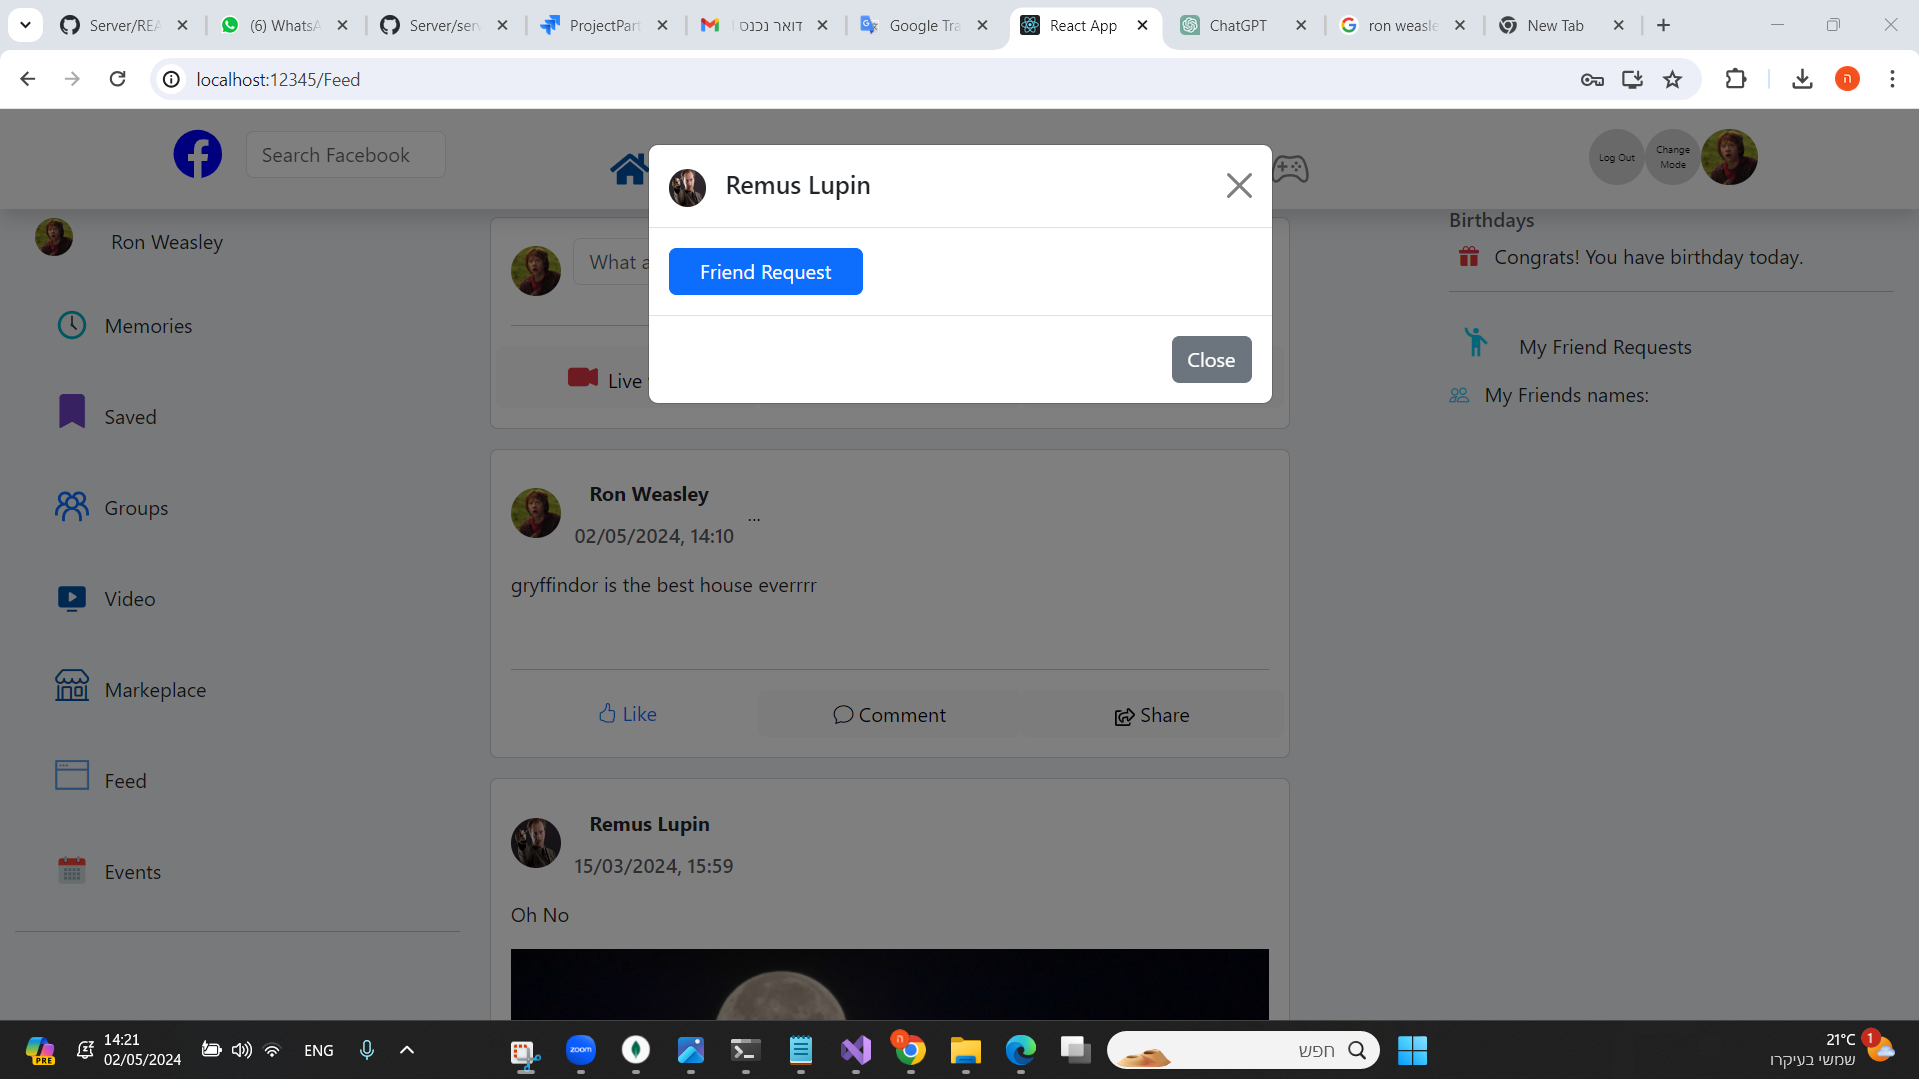 Server/REA
(6) WhatsA
Server/serv
ProjectPart
דואר נכנס
Google Tra
React App
ChatGPT
ron weasle
New Tab
localhost:12345/Feed
ה
Search Facebook
Log Out
Change
Mode
Remus Lupin
Friend Request
Close
Ron Weasley
Memories
Saved
Groups
Video
Markeplace
Feed
Events
What a
Live
Ron Weasley
02/05/2024, 14:10
...
gryffindor is the best house everrrr
Like
Comment
Share
Remus Lupin
15/03/2024, 15:59
Oh No
Birthdays
Congrats! You have birthday today.
My Friend Requests
My Friends names:
PRE
14:21
02/05/2024
ENG
zoom
ה
חפש
21°C
שמשי בעיקרו
1